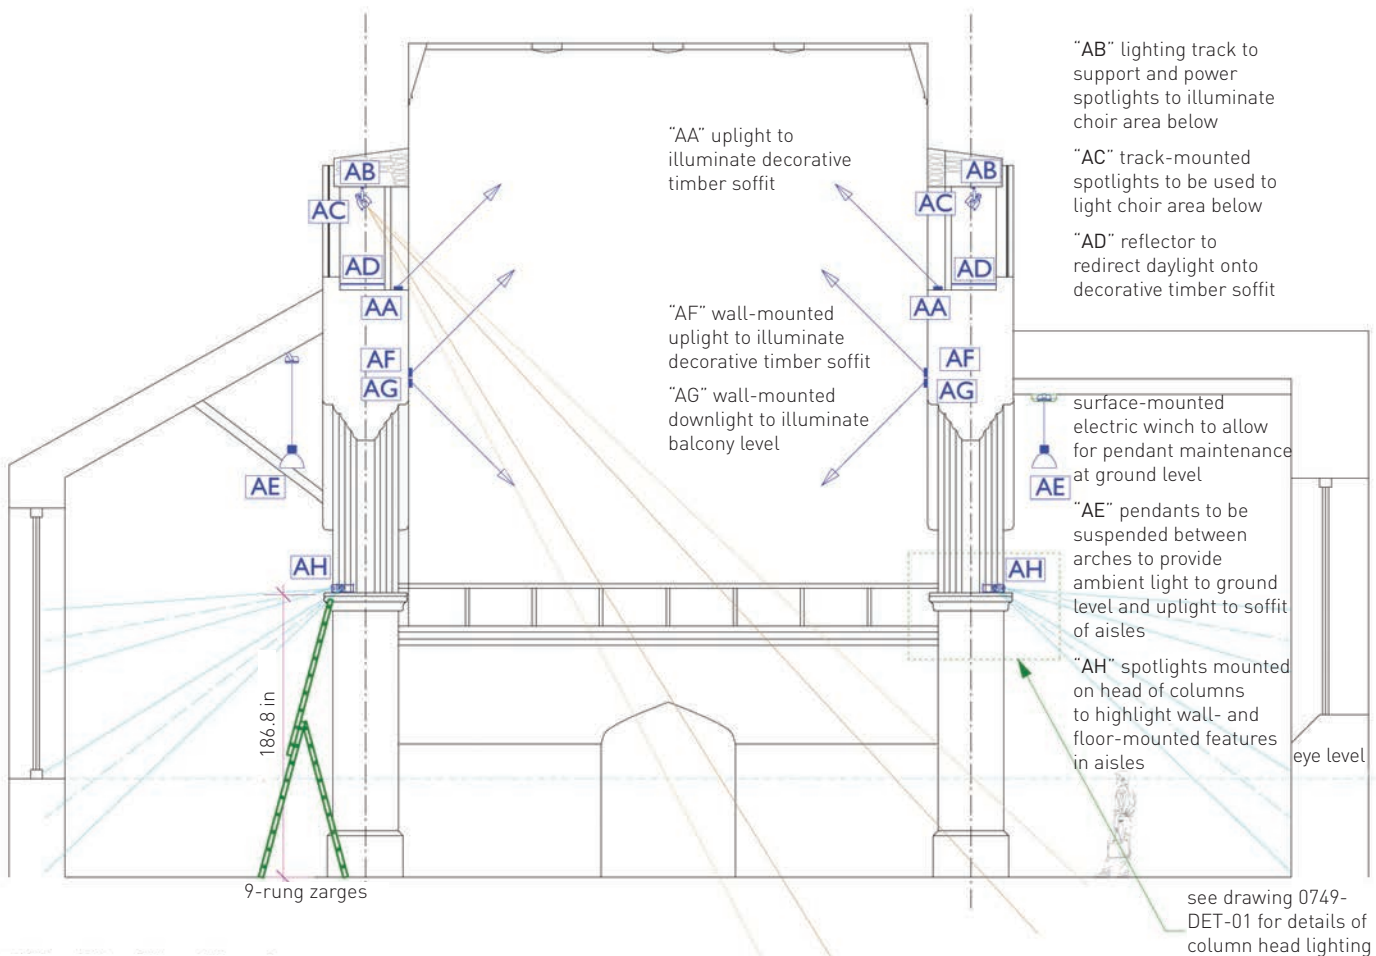 "AB" lighting track to
support and power
spotlights to illuminate
choir area below
"AC" track-mounted
spotlights to be used to
light choir area below
"AD" reflector to
redirect daylight onto
decorative timber soffit
"AA" uplight to
illuminate decorative
timber soffit
"AF" wall-mounted
uplight to illuminate
decorative timber soffit
"AG" wall-mounted
downlight to illuminate
balcony level
surface-mounted
electric winch to allow
for pendant maintenance
at ground level
"AE" pendants to be
suspended between
arches to provide
ambient light to ground
level and uplight to soffit
of aisles
"AH" spotlights mounted
on head of columns
to highlight wall- and
floor-mounted features
in aisles
eye level
see drawing 0749-
DET-01 for details of
column head lighting
AB
AC
AD
AA
AF
AG
AE
AH
186.8 in
9-rung zarges
AB
AC
AD
AA
AF
AG
AE
AH